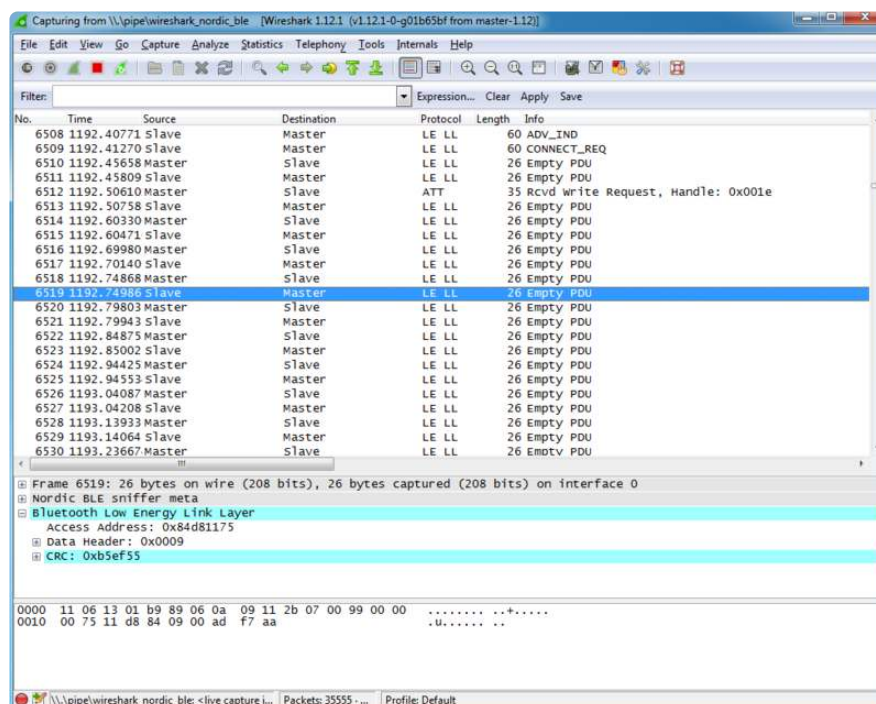 Capturing from \\.\pipe\wireshark_nordic_ble [Wireshark 1.12.1 (v1.12.1-0-g01b65bf from master-1.12)]
File Edit View Go Capture Analyze Statistics Telephony Tools Internals Help
Filter: Expression... Clear Apply Save
No. Time Source Destination Protocol Length Info
6508 1192.40771 Slave Master LE LL 60 ADV_IND
6509 1192.41270 Slave Master LE LL 60 CONNECT_REQ
6510 1192.45658 Master Slave LE LL 26 Empty PDU
6511 1192.45809 Slave Master LE LL 26 Empty PDU
6512 1192.50610 Master Slave ATT 35 Rcvd Write Request, Handle: 0x001e
6513 1192.50758 Slave Master LE LL 26 Empty PDU
6514 1192.60330 Master Slave LE LL 26 Empty PDU
6515 1192.60471 Slave Master LE LL 26 Empty PDU
6516 1192.69980 Master Slave LE LL 26 Empty PDU
6517 1192.70140 Slave Master LE LL 26 Empty PDU
6518 1192.74868 Master Slave LE LL 26 Empty PDU
6519 1192.74986 Slave Master LE LL 26 Empty PDU
6520 1192.79803 Master Slave LE LL 26 Empty PDU
6521 1192.79943 Slave Master LE LL 26 Empty PDU
6522 1192.84875 Master Slave LE LL 26 Empty PDU
6523 1192.85002 Slave Master LE LL 26 Empty PDU
6524 1192.94425 Master Slave LE LL 26 Empty PDU
6525 1192.94553 Slave Master LE LL 26 Empty PDU
6526 1193.04087 Master Slave LE LL 26 Empty PDU
6527 1193.04208 Slave Master LE LL 26 Empty PDU
6528 1193.13933 Master Slave LE LL 26 Empty PDU
6529 1193.14064 Slave Master LE LL 26 Empty PDU
6530 1193.23667 Master Slave LE LL 26 Empty PDU
Frame 6519: 26 bytes on wire (208 bits), 26 bytes captured (208 bits) on interface 0
Nordic BLE sniffer meta
Bluetooth Low Energy Link Layer
Access Address: 0x84d81175
Data Header: 0x0009
CRC: 0xb5ef55
0000 11 06 13 01 b9 89 06 0a 09 11 2b 07 00 99 00 00 ........ ..+.....
0010 00 75 11 d8 84 09 00 ad f7 aa .u...... ..
\\.\pipe\wireshark_nordic_ble: <live capture i... Packets: 35555 - ... Profile: Default